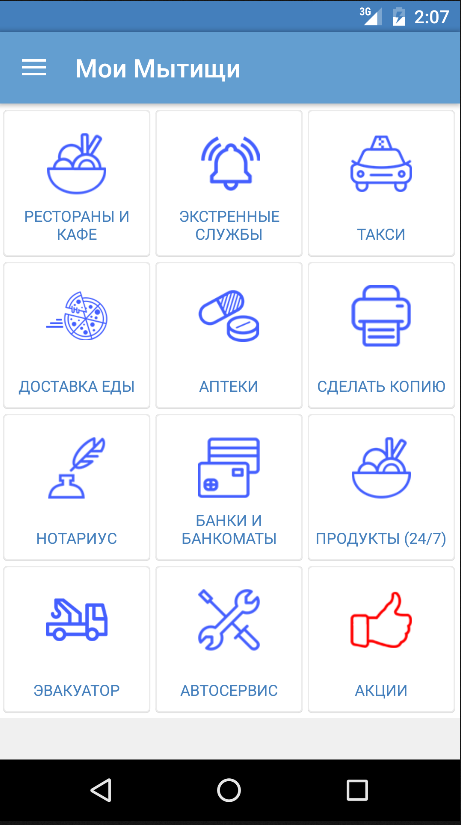 3G 2:07
Мои Мытищи
РЕСТОРАНЫ И
КАФЕ
ЭКСТРЕННЫЕ
СЛУЖБЫ
ТАКСИ
ДОСТАВКА ЕДЫ
АПТЕКИ
СДЕЛАТЬ КОПИЮ
НОТАРИУС
БАНКИ И
БАНКОМАТЫ
ПРОДУКТЫ (24/7)
ЭВАКУАТОР
АВТОСЕРВИС
АКЦИИ